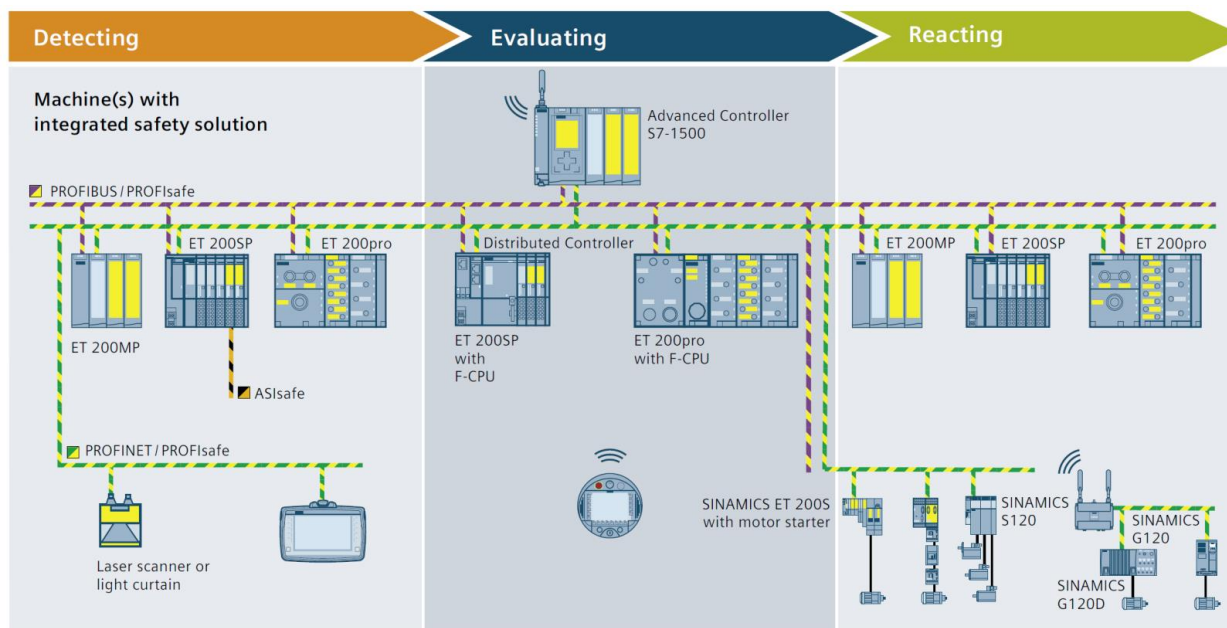 Detecting
Evaluating
Reacting
Machine(s) with
integrated safety solution
Advanced Controller
S7-1500
PROFIBUS / PROFIsafe
ET 200SP
ET 200pro
Distributed Controller
ET 200MP
ET 200SP
ET 200pro
ET 200MP
ET 200SP
with
F-CPU
ET 200pro
with F-CPU
ASIsafe
PROFINET / PROFIsafe
Laser scanner or
light curtain
SINAMICS ET 200S
with motor starter
SINAMICS
S120
SINAMICS
G120
SINAMICS
G120D